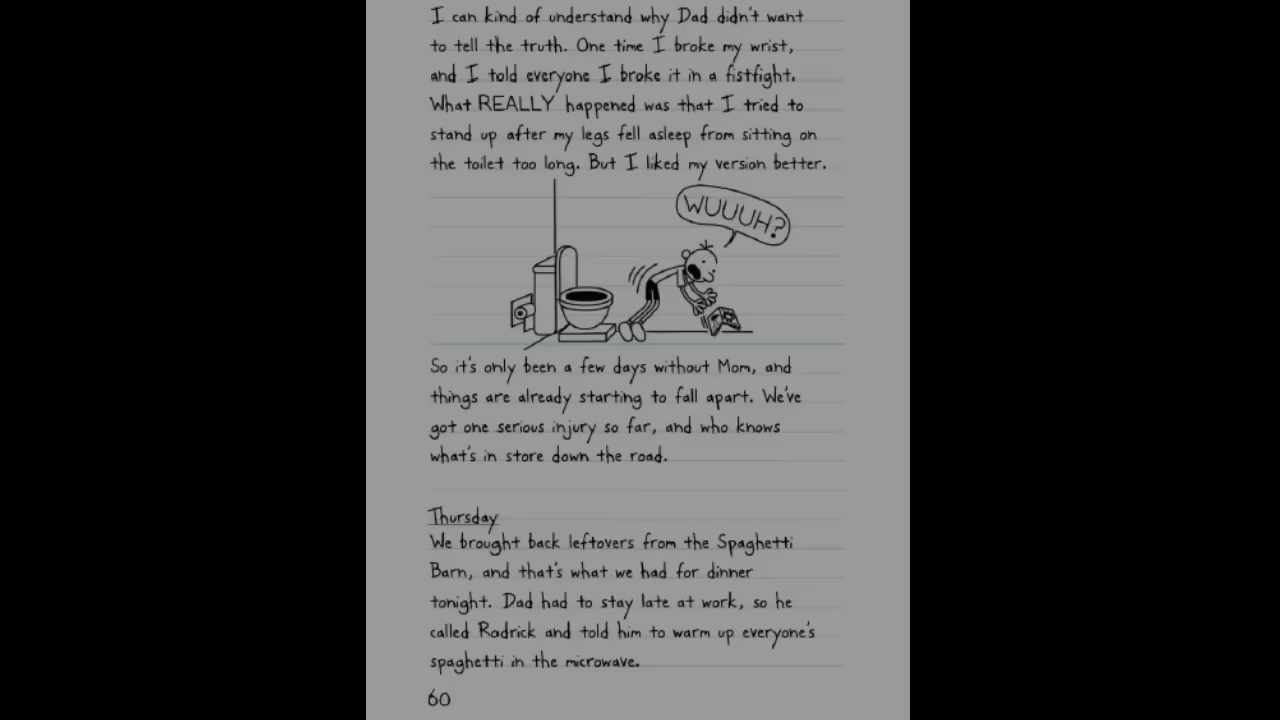 I can kind of understand why Dad didn't want
to tell the truth. One time I broke my wrist,
and I told everyone I broke it in a fistfight.
What REALLY happened was that I tried to
stand up after my legs fell asleep from sitting on
the toilet too long. But I liked my version better.
WUUUH?
So it's only been a few days without Mom, and
things are already starting to fall apart. We've
got one serious injury so far, and who knows
what's in store down the road.
Thursday
We brought back leftovers from the Spaghetti
Barn, and that's what we had for dinner
tonight. Dad had to stay late at work, so he
called Rodrick and told him to warm up everyone's
spaghetti in the microwave.
60